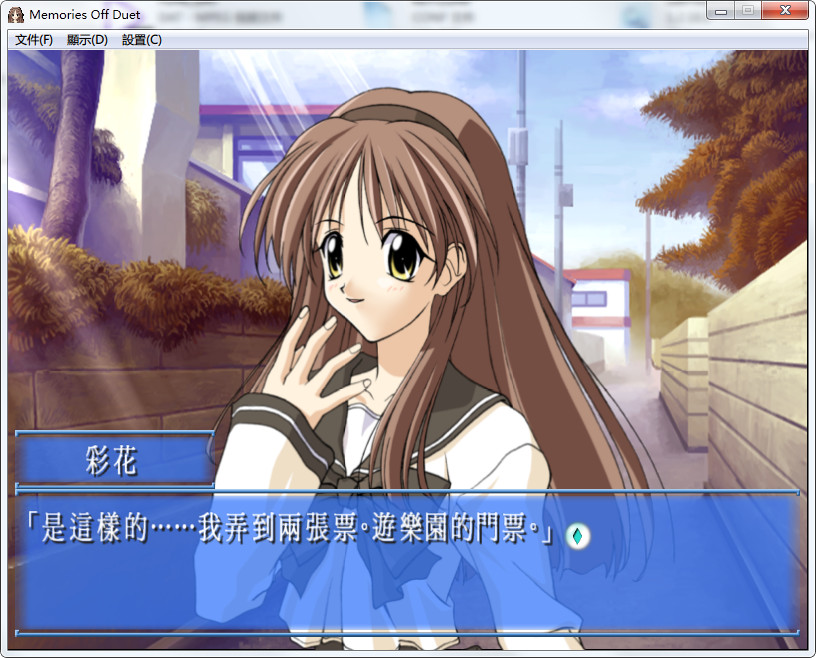 Memories Off Duet
文件(F) 顯示(D) 設置(C)
彩花
「是這樣的……我弄到兩張票。遊樂園的門票。」